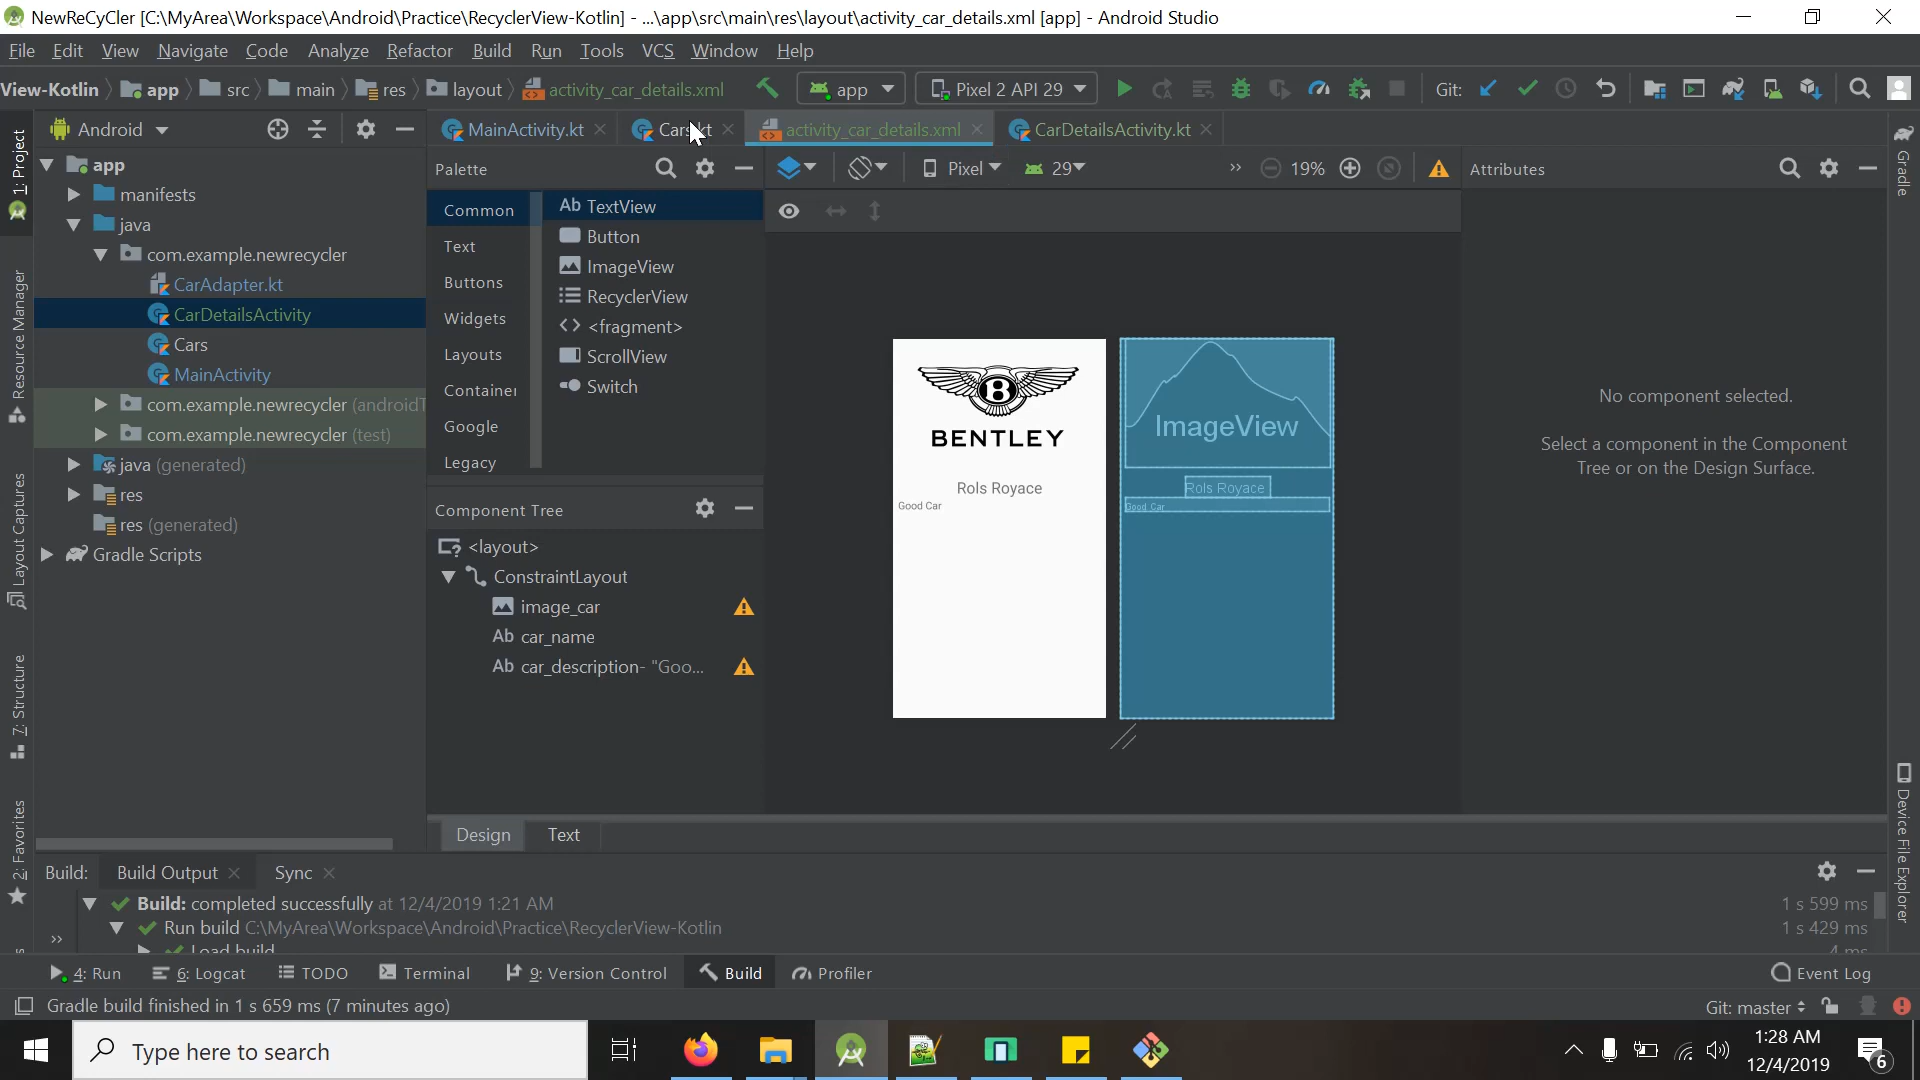 NewReCyCler [C:\MyArea\Workspace\Android\Practice\RecyclerView-Kotlin] - ...\app\src\main\res\layout\activity_car_details.xml [app] - Android Studio
File Edit View Navigate Code Analyze Refactor Build Run Tools VCS Window Help
View-Kotlin app src main res layout activity_car_details.xml app Pixel 2 API 29 Git:
1: Project
Resource Manager
Layout Captures
7: Structure
2: Favorites
Android
app
manifests
java
com.example.newrecycler
CarAdapter.kt
CarDetailsActivity
Cars
MainActivity
com.example.newrecycler (androidT
com.example.newrecycler (test)
java (generated)
res
res (generated)
Gradle Scripts
MainActivity.kt Cars.kt activity_car_details.xml CarDetailsActivity.kt
Palette
Common
Text
Buttons
Widgets
Layouts
Container
Google
Legacy
Ab TextView
Button
ImageView
RecyclerView
<> <fragment>
ScrollView
Switch
Component Tree
<layout>
ConstraintLayout
image_car
Ab car_name
Ab car_description- "Goo...
Pixel 29 19%
B
BENTLEY
Rols Royace
Good Car
ImageView
Rols Royace
Good Car
Attributes
No component selected.
Select a component in the Component
Tree or on the Design Surface.
Gradle
Device File Explorer
Design Text
Build: Build Output Sync
Build: completed successfully at 12/4/2019 1:21 AM 1 s 599 ms
Run build C:\MyArea\Workspace\Android\Practice\RecyclerView-Kotlin 1 s 429 ms
Load build 4 ms
4: Run 6: Logcat TODO Terminal 9: Version Control Build Profiler Event Log
Gradle build finished in 1 s 659 ms (7 minutes ago) Git: master
Type here to search
1:28 AM
12/4/2019
6